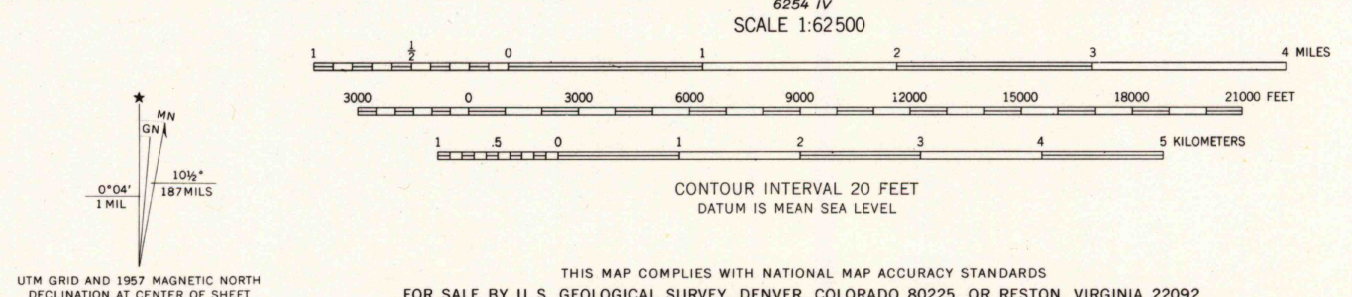 6254 IV
SCALE 1:62500
1 ½ 0 1 2 3 4 MILES
3000 0 3000 6000 9000 12000 15000 18000 21000 FEET
1 .5 0 1 2 3 4 5 KILOMETERS
CONTOUR INTERVAL 20 FEET
DATUM IS MEAN SEA LEVEL
★
MN
GN
0°04'
1 MIL
10½°
187 MILS
UTM GRID AND 1957 MAGNETIC NORTH
DECLINATION AT CENTER OF SHEET
THIS MAP COMPLIES WITH NATIONAL MAP ACCURACY STANDARDS
FOR SALE BY U. S. GEOLOGICAL SURVEY, DENVER, COLORADO 80225, OR RESTON, VIRGINIA 22092